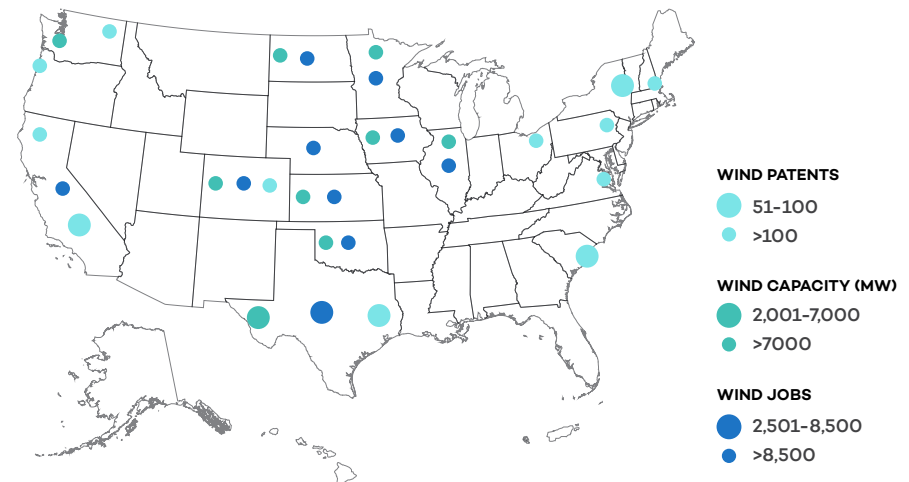 WIND PATENTS
51-100
>100
WIND CAPACITY (MW)
2,001-7,000
>7000
WIND JOBS
2,501-8,500
>8,500